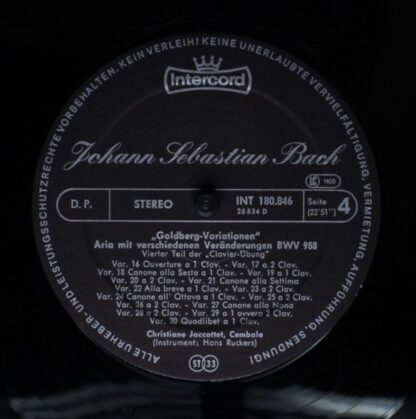 ALLE URHEBER- UND LEISTUNGSSCHUTZRECHTE VORBEHALTEN. KEIN VERLEIH! KEINE UNERLAUBTE VERVIELFÄLTIGUNG, VERMIETUNG, AUFFÜHRUNG, SENDUNG!
Intercord
Johann Sebastian Bach
LC 1109
D. P. STEREO INT 180.846 Seite 4
26 834 D (22'51")
„Goldberg-Variationen"
Aria mit verschiedenen Veränderungen BWV 988
Vierter Teil der „Clavier-Übung"
Var. 16 Ouverture a 1 Clav. - Var. 17 a 2 Clav.
Var. 18 Canone alla Sesta a 1 Clav. - Var. 19 a 1 Clav.
Var. 20 a 2 Clav. - Var. 21 Canone alla Settima
Var. 22 Alla breve a 1 Clav. - Var. 23 a 2 Clav.
Var. 24 Canone all' Ottava a 1 Clav. - Var. 25 a 2 Clav.
Var. 26 a 2 Clav. - Var. 27 Canone alla Nona
Var. 28 a 2 Clav. - Var. 29 a 1 ovvero 2 Clav.
Var. 30 Quodlibet a 1 Clav.
Christiane Jaccottet, Cembalo
(Instrument: Hans Ruckers)
ST 33